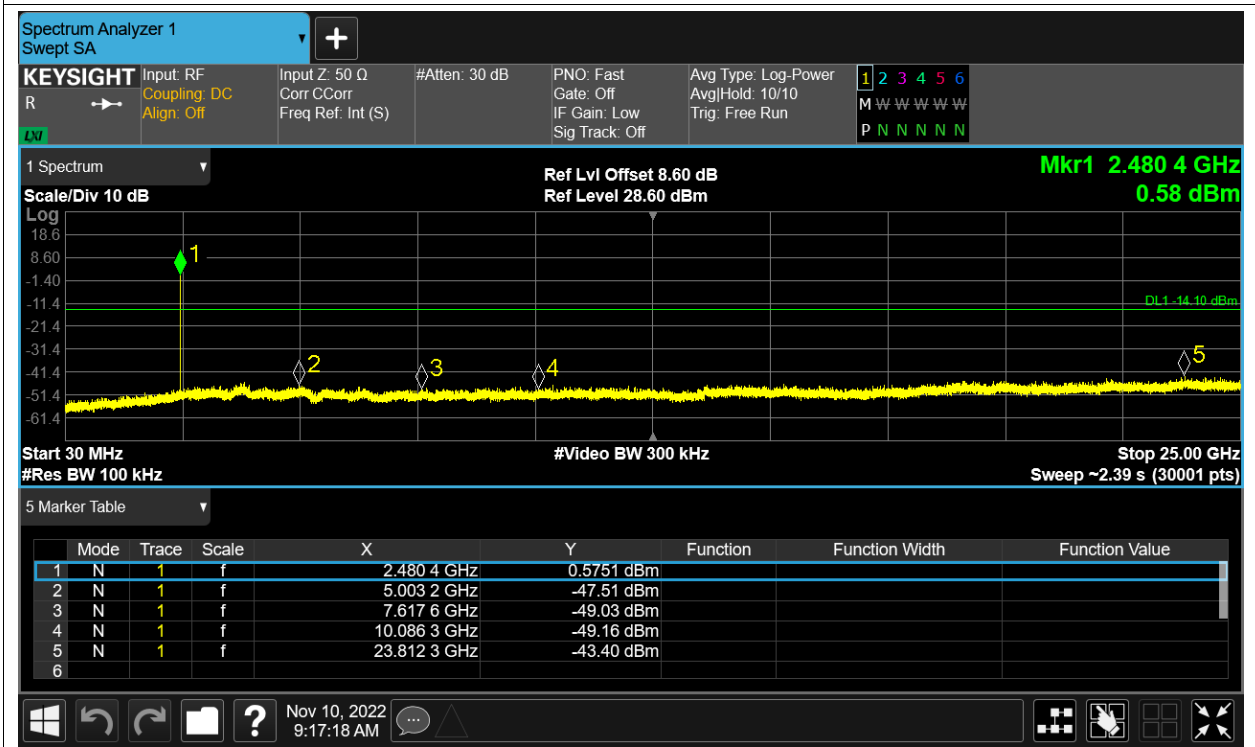 Spectrum Analyzer 1
Swept SA
KEYSIGHT Input: RF Input Z: 50 Ω #Atten: 30 dB PNO: Fast Avg Type: Log-Power 1 2 3 4 5 6
R Coupling: DC Corr CCorr Gate: Off Avg|Hold: 10/10 M W W W W W
Align: Off Freq Ref: Int (S) IF Gain: Low Trig: Free Run
LXI Sig Track: Off P N N N N N
1 Spectrum Ref Lvl Offset 8.60 dB Mkr1 2.480 4 GHz
Scale/Div 10 dB Ref Level 28.60 dBm 0.58 dBm
Log
18.6
8.60 1
-1.40
-11.4 DL1 -14.10 dBm
-21.4
-31.4
-41.4 2 3 4 5
-51.4
-61.4
Start 30 MHz #Video BW 300 kHz Stop 25.00 GHz
#Res BW 100 kHz Sweep ~2.39 s (30001 pts)
5 Marker Table
Mode Trace Scale X Y Function Function Width Function Value
1 N 1 f 2.480 4 GHz 0.5751 dBm
2 N 1 f 5.003 2 GHz -47.51 dBm
3 N 1 f 7.617 6 GHz -49.03 dBm
4 N 1 f 10.086 3 GHz -49.16 dBm
5 N 1 f 23.812 3 GHz -43.40 dBm
6
? Nov 10, 2022
9:17:18 AM